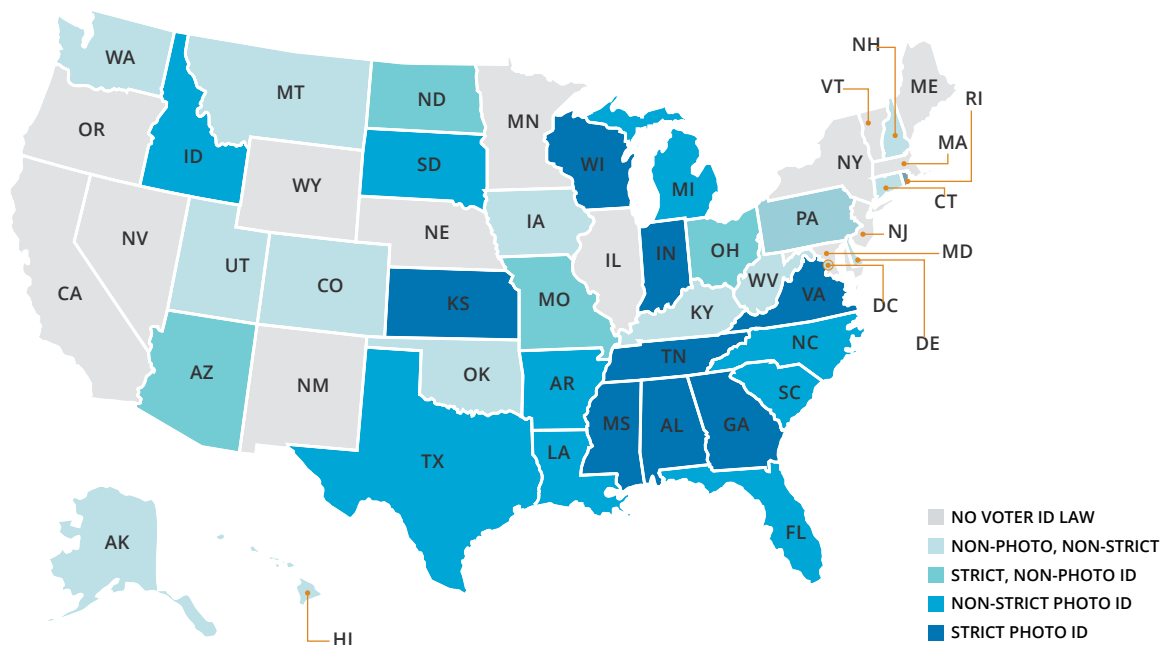 NH
WA
ME
VT
RI
MT
ND
MN
OR
MA
ID
SD
WI
NY
WY
MI
CT
PA
IA
NE
NJ
NV
OH
MD
UT
IN
IL
WV
CO
CA
VA
MO
KS
DC
KY
NC
DE
TN
AZ
OK
NM
AR
SC
MS
AL
GA
LA
TX
NO VOTER ID LAW
FL
AK
NON-PHOTO, NON-STRICT
STRICT, NON-PHOTO ID
NON-STRICT PHOTO ID
STRICT PHOTO ID
HI